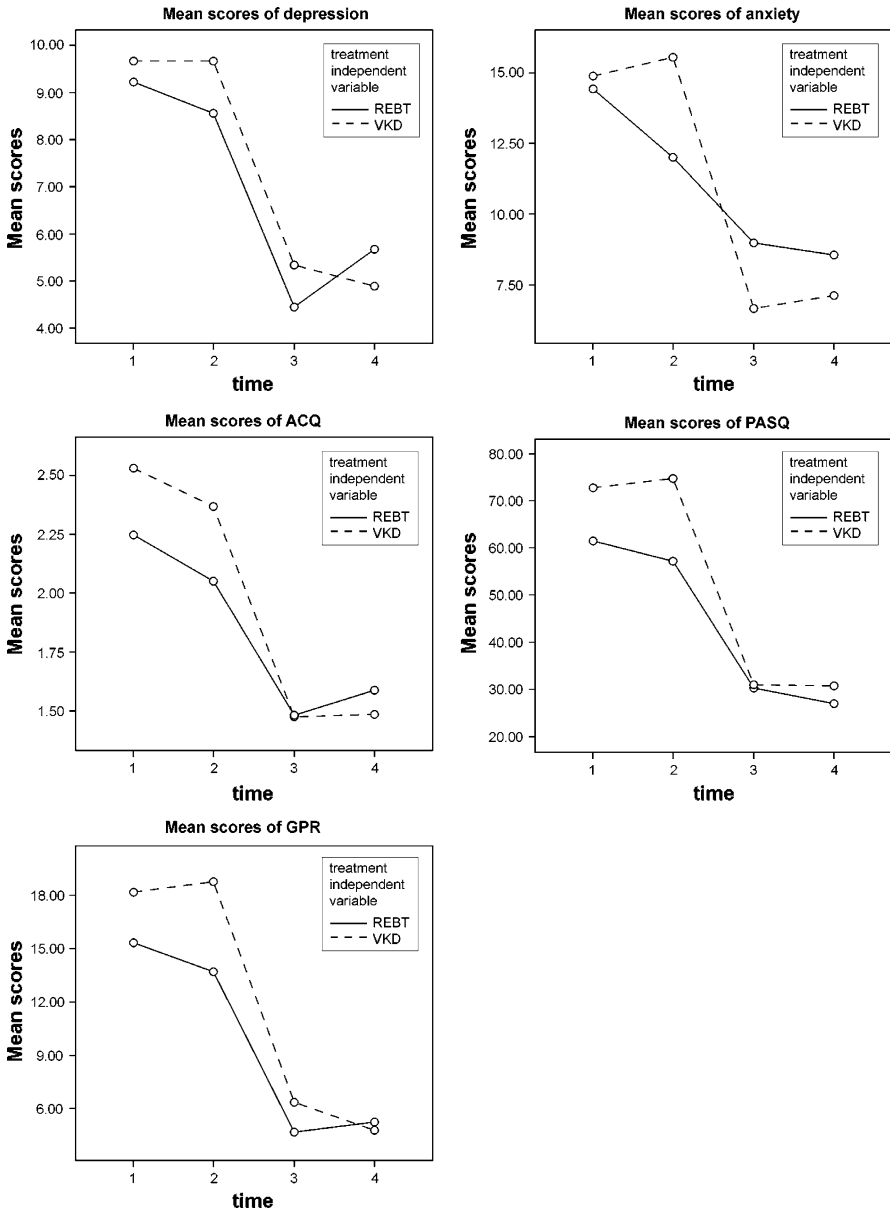 Mean scores of depression
10.00
9.00
8.00
7.00
6.00
5.00
4.00
Mean scores
1 2 3 4
time
treatment
independent
variable
REBT
VKD
Mean scores of anxiety
15.00
12.50
10.00
7.50
Mean scores
1 2 3 4
time
treatment
independent
variable
REBT
VKD
Mean scores of ACQ
2.50
2.25
2.00
1.75
1.50
Mean scores
1 2 3 4
time
treatment
independent
variable
REBT
VKD
Mean scores of PASQ
80.00
70.00
60.00
50.00
40.00
30.00
20.00
Mean scores
1 2 3 4
time
treatment
independent
variable
REBT
VKD
Mean scores of GPR
18.00
15.00
12.00
9.00
6.00
Mean scores
1 2 3 4
time
treatment
independent
variable
REBT
VKD